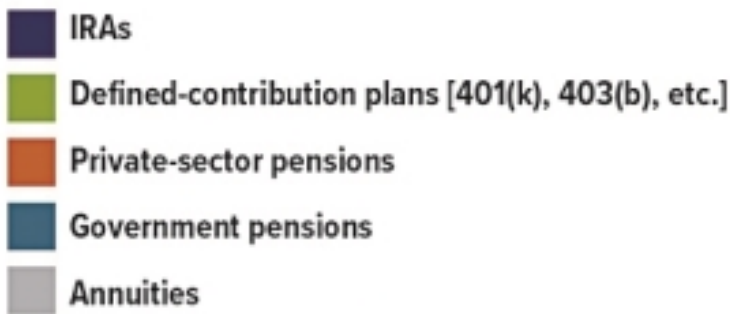 IRAs
Defined-contribution plans [401(k), 403(b), etc.]
Private-sector pensions
Government pensions
Annuities